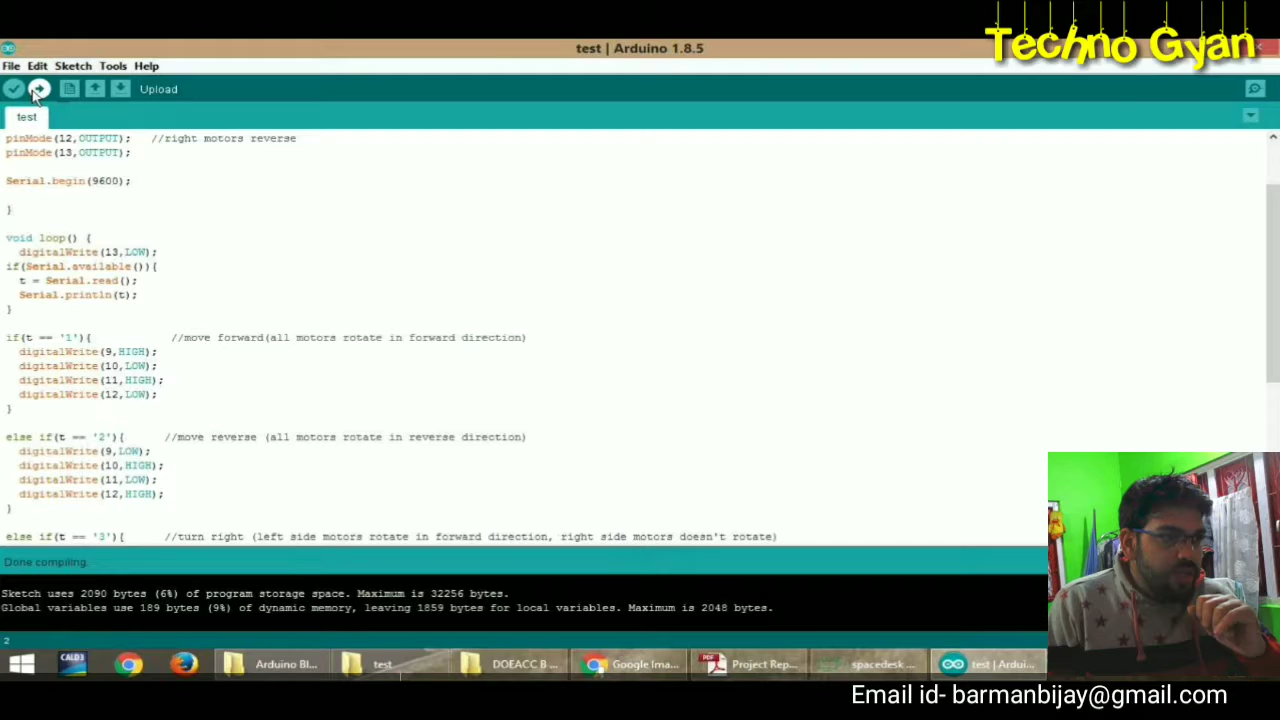 Techno Gyan
test | Arduino 1.8.5
File Edit Sketch Tools Help
Upload
test
pinMode(12,OUTPUT);   //right motors reverse
pinMode(13,OUTPUT);
Serial.begin(9600);
}
void loop() {
digitalWrite(13,LOW);
if(Serial.available()){
t = Serial.read();
Serial.println(t);
}
if(t == '1'){            //move forward(all motors rotate in forward direction)
digitalWrite(9,HIGH);
digitalWrite(10,LOW);
digitalWrite(11,HIGH);
digitalWrite(12,LOW);
}
else if(t == '2'){      //move reverse (all motors rotate in reverse direction)
digitalWrite(9,LOW);
digitalWrite(10,HIGH);
digitalWrite(11,LOW);
digitalWrite(12,HIGH);
}
else if(t == '3'){      //turn right (left side motors rotate in forward direction, right side motors doesn't rotate)
Done compiling.
Sketch uses 2090 bytes (6%) of program storage space. Maximum is 32256 bytes.
Global variables use 189 bytes (9%) of dynamic memory, leaving 1859 bytes for local variables. Maximum is 2048 bytes.
2
CALD3 Arduino Bl... test DOEACC B... Google Ima... PDF Project Rep... spacedesk ... test | Ardui...
Email id- barmanbijay@gmail.com